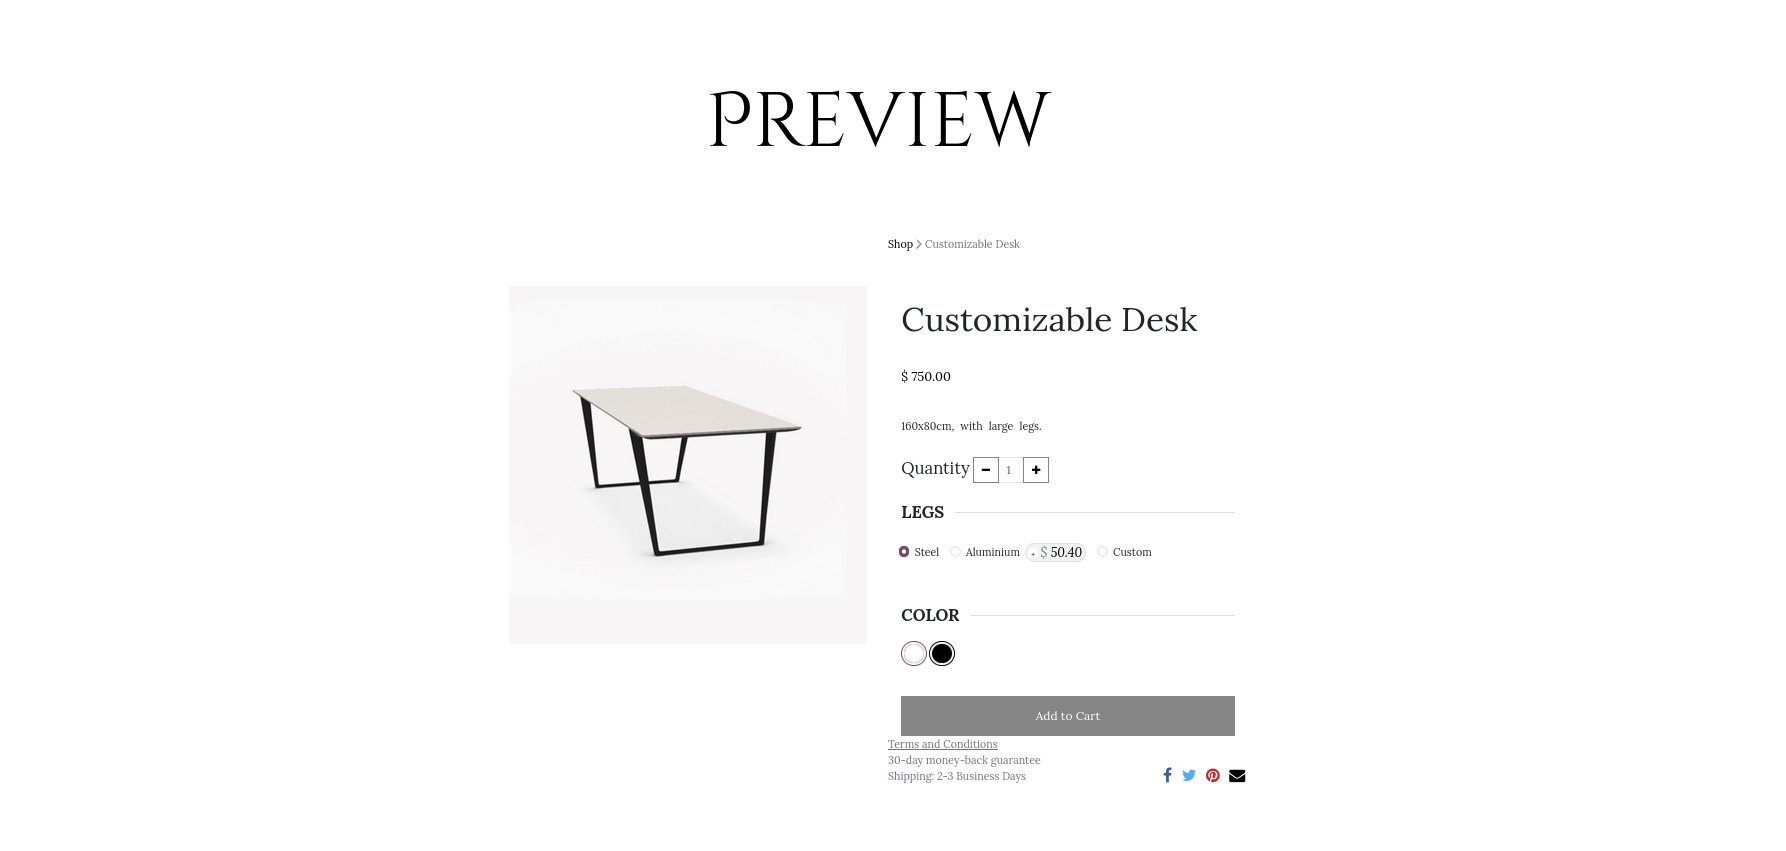 PREVIEW
Shop > Customizable Desk
Customizable Desk
$ 750.00
160x80cm, with large legs.
Quantity - 1 +
LEGS
Steel Aluminium + $ 50.40 Custom
COLOR
Add to Cart
Terms and Conditions
30-day money-back guarantee
Shipping: 2-3 Business Days